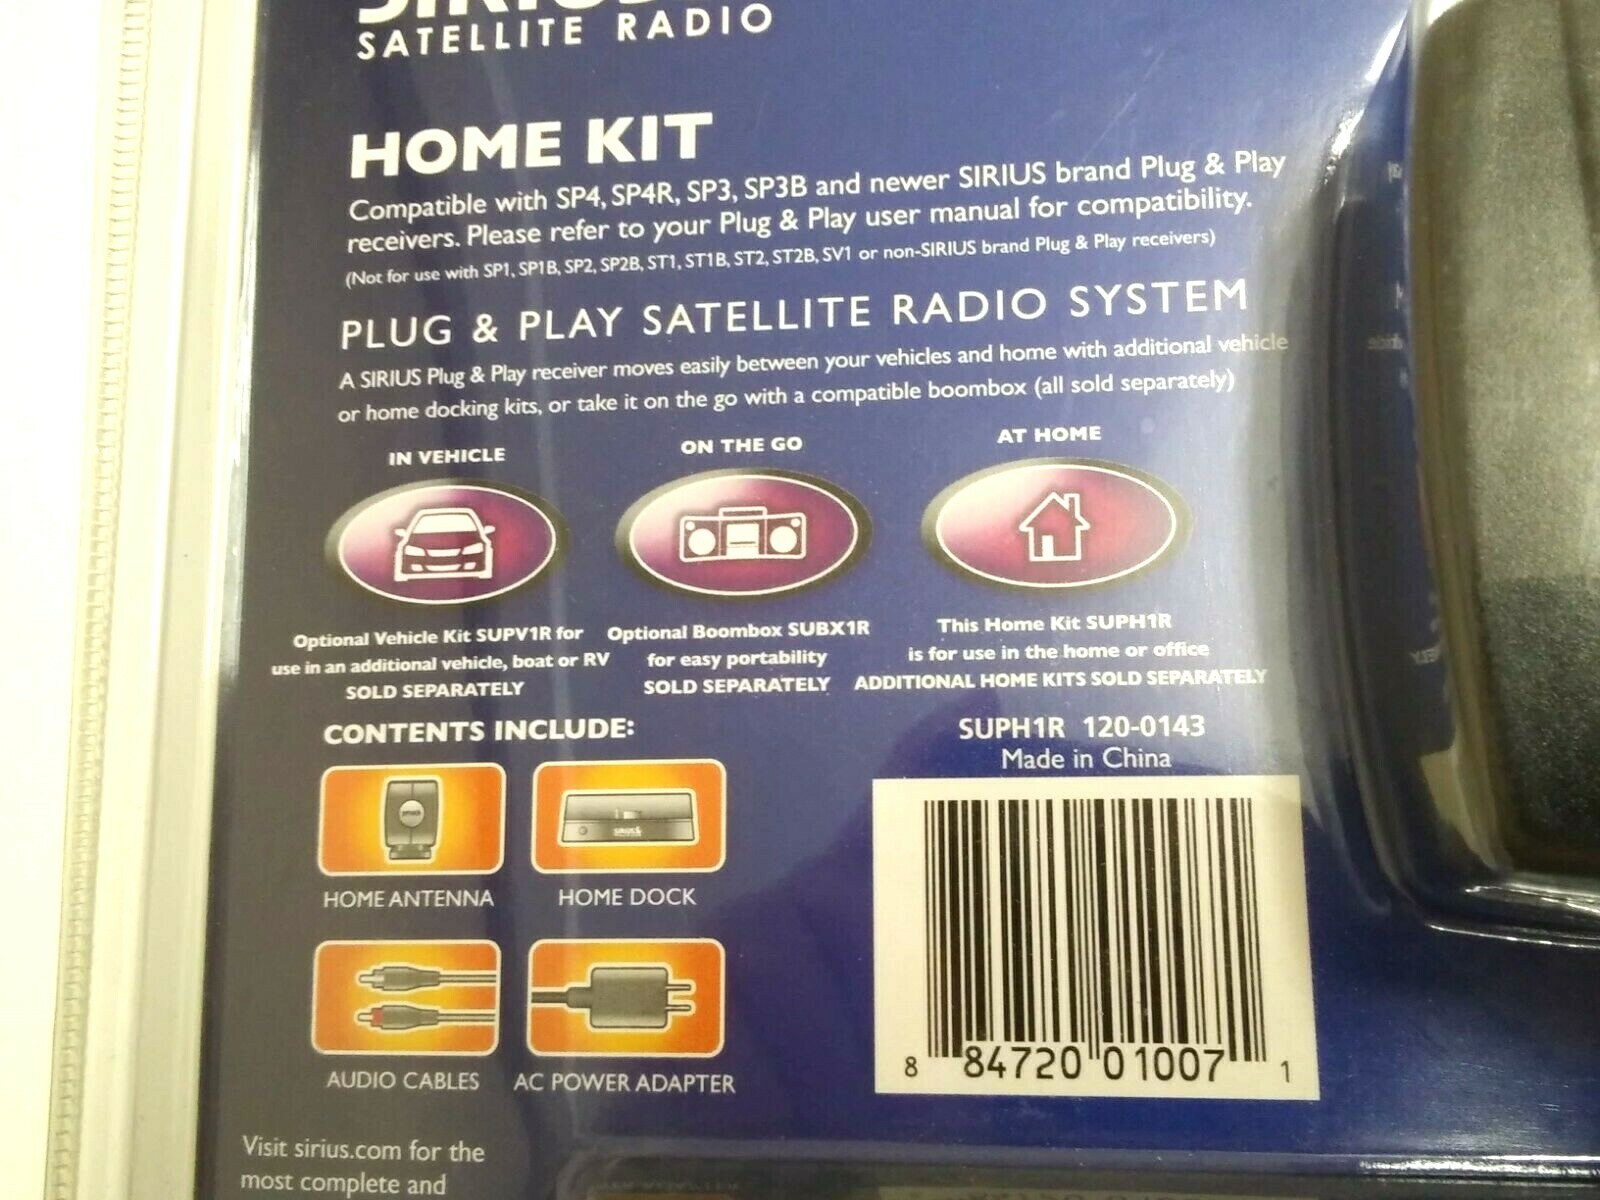 SIRIUS
SATELLITE RADIO
HOME KIT
Compatible with SP4, SP4R, SP3, SP3B and newer SIRIUS brand Plug & Play
receivers. Please refer to your Plug & Play user manual for compatibility.
(Not for use with SP1, SP1B, SP2, SP2B, ST1, ST1B, ST2, ST2B, SV1 or non-SIRIUS brand Plug & Play receivers)
PLUG & PLAY SATELLITE RADIO SYSTEM
A SIRIUS Plug & Play receiver moves easily between your vehicles and home with additional vehicle
or home docking kits, or take it on the go with a compatible boombox (all sold separately)
IN VEHICLE
ON THE GO
AT HOME
Optional Vehicle Kit SUPV1R for
use in an additional vehicle, boat or RV
SOLD SEPARATELY
Optional Boombox SUBX1R
for easy portability
SOLD SEPARATELY
This Home Kit SUPH1R
is for use in the home or office
ADDITIONAL HOME KITS SOLD SEPARATELY
CONTENTS INCLUDE:
SUPH1R 120-0143
Made in China
SIRIUS
HOME ANTENNA
HOME DOCK
AUDIO CABLES
AC POWER ADAPTER
8 84720 01007 1
Visit sirius.com for the
most complete and